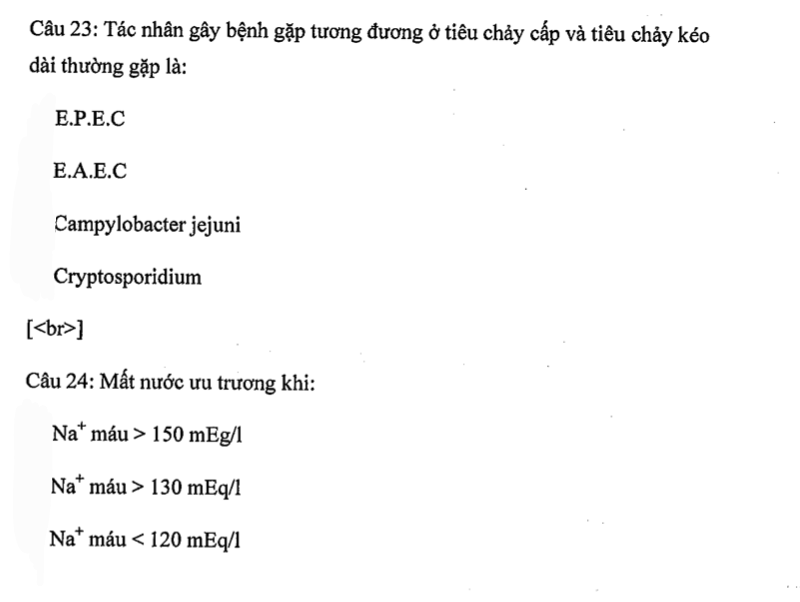 Câu 23: Tác nhân gây bệnh gặp tương đương ở tiêu chảy cấp và tiêu chảy kéo
dài thường gặp là:
E.P.E.C
E.A.E.C
Campylobacter jejuni
Cryptosporidium
[<br>]
Câu 24: Mất nước ưu trương khi:
Na⁺ máu > 150 mEg/l
Na⁺ máu > 130 mEq/l
Na⁺ máu < 120 mEq/l